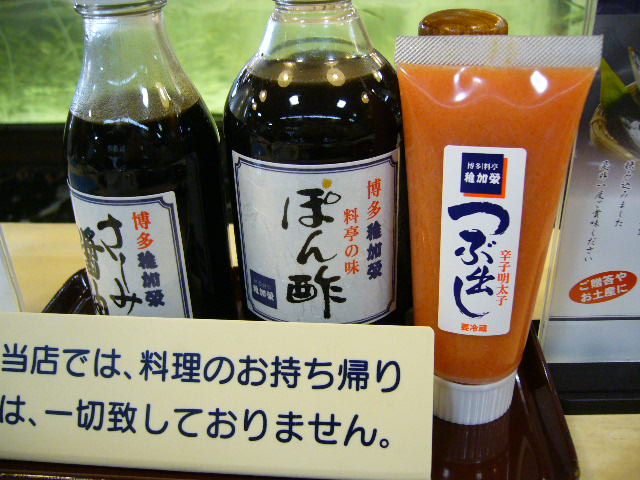 博多 稚加榮
さしみ
醤油
博多 稚加榮
料亭の味
ぽん酢
稚加榮
博多 料亭
稚加榮
つぶ出し
辛子明太子
要冷蔵
ご贈答や
お土産に
当店では、料理のお持ち帰り
は、一切致しておりません。